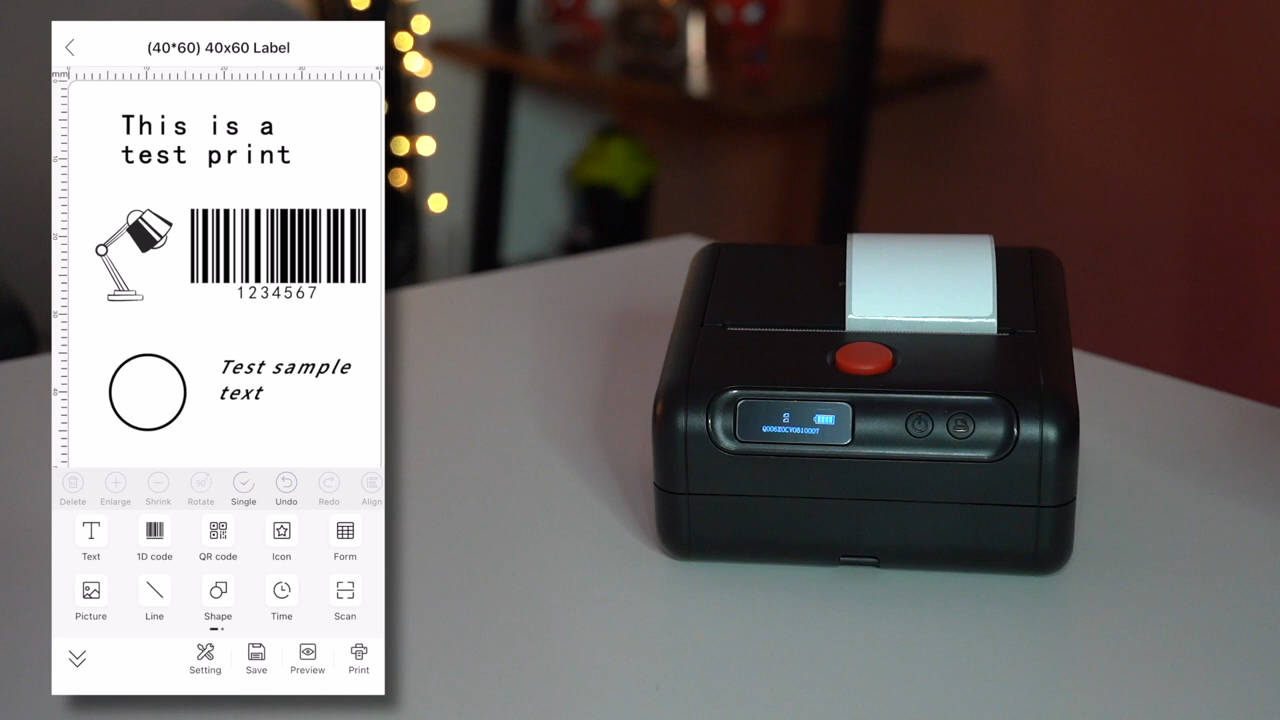 (40*60) 40x60 Label
mm
0
10
20
30
40
This is a
test print
10
20
1234567
30
Test sample
text
40
Delete
Enlarge
Shrink
90°
Rotate
Single
Undo
Redo
Align
Text
1D code
QR code
Icon
Form
Picture
Line
Shape
Time
Scan
Setting
Save
Preview
Print